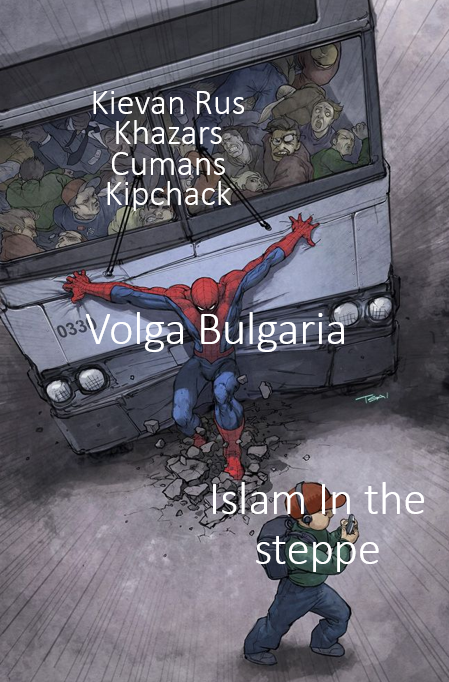 Kievan Rus
Khazars
Cumans
Kipchack
Volga Bulgaria
Islam In the
steppe